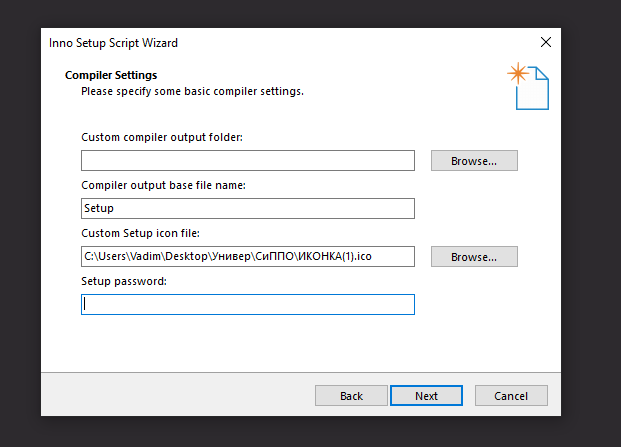 Inno Setup Script Wizard
Compiler Settings
Please specify some basic compiler settings.
Custom compiler output folder:
Browse...
Compiler output base file name:
Setup
Custom Setup icon file:
C:\Users\Vadim\Desktop\Универ\СиППО\ИКОНКА(1).ico
Browse...
Setup password:
Back
Next
Cancel